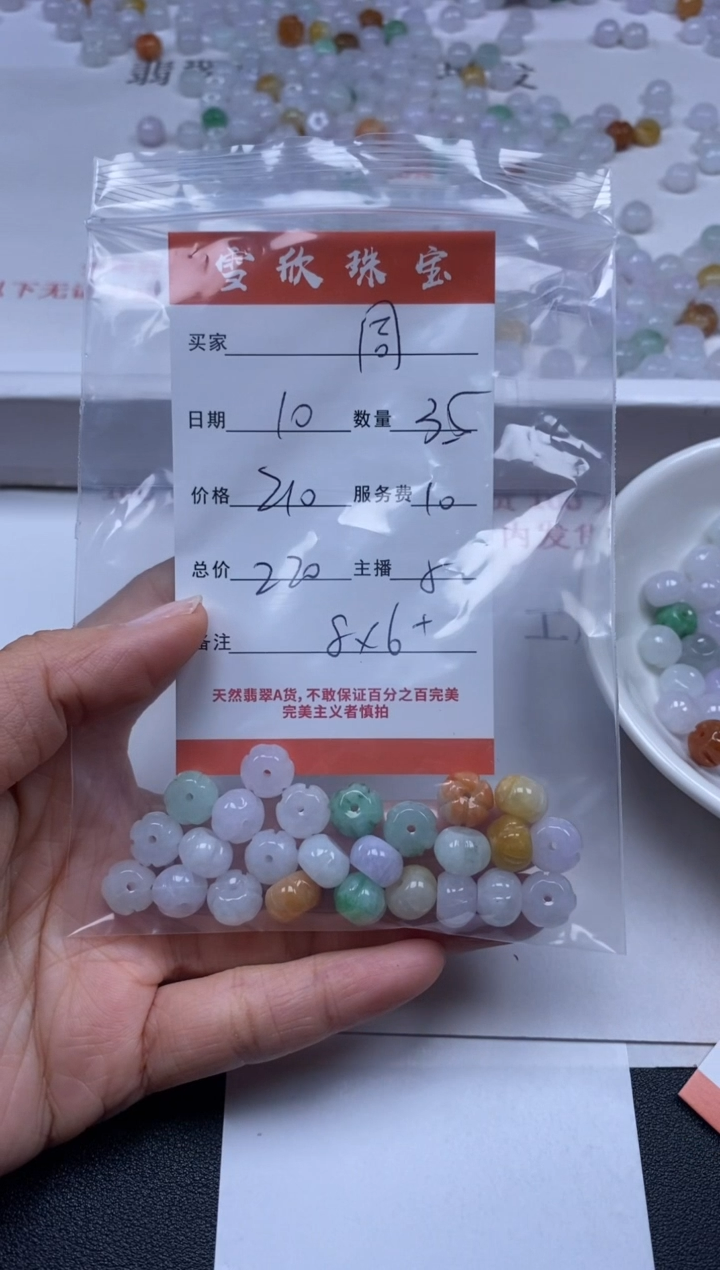 雪欣珠宝
买家 周
日期 10 数量 35
价格 210 服务费 10
总价 220 主播 8
备注 8x6+
天然翡翠A货，不敢保证百分之百完美
完美主义者慎拍